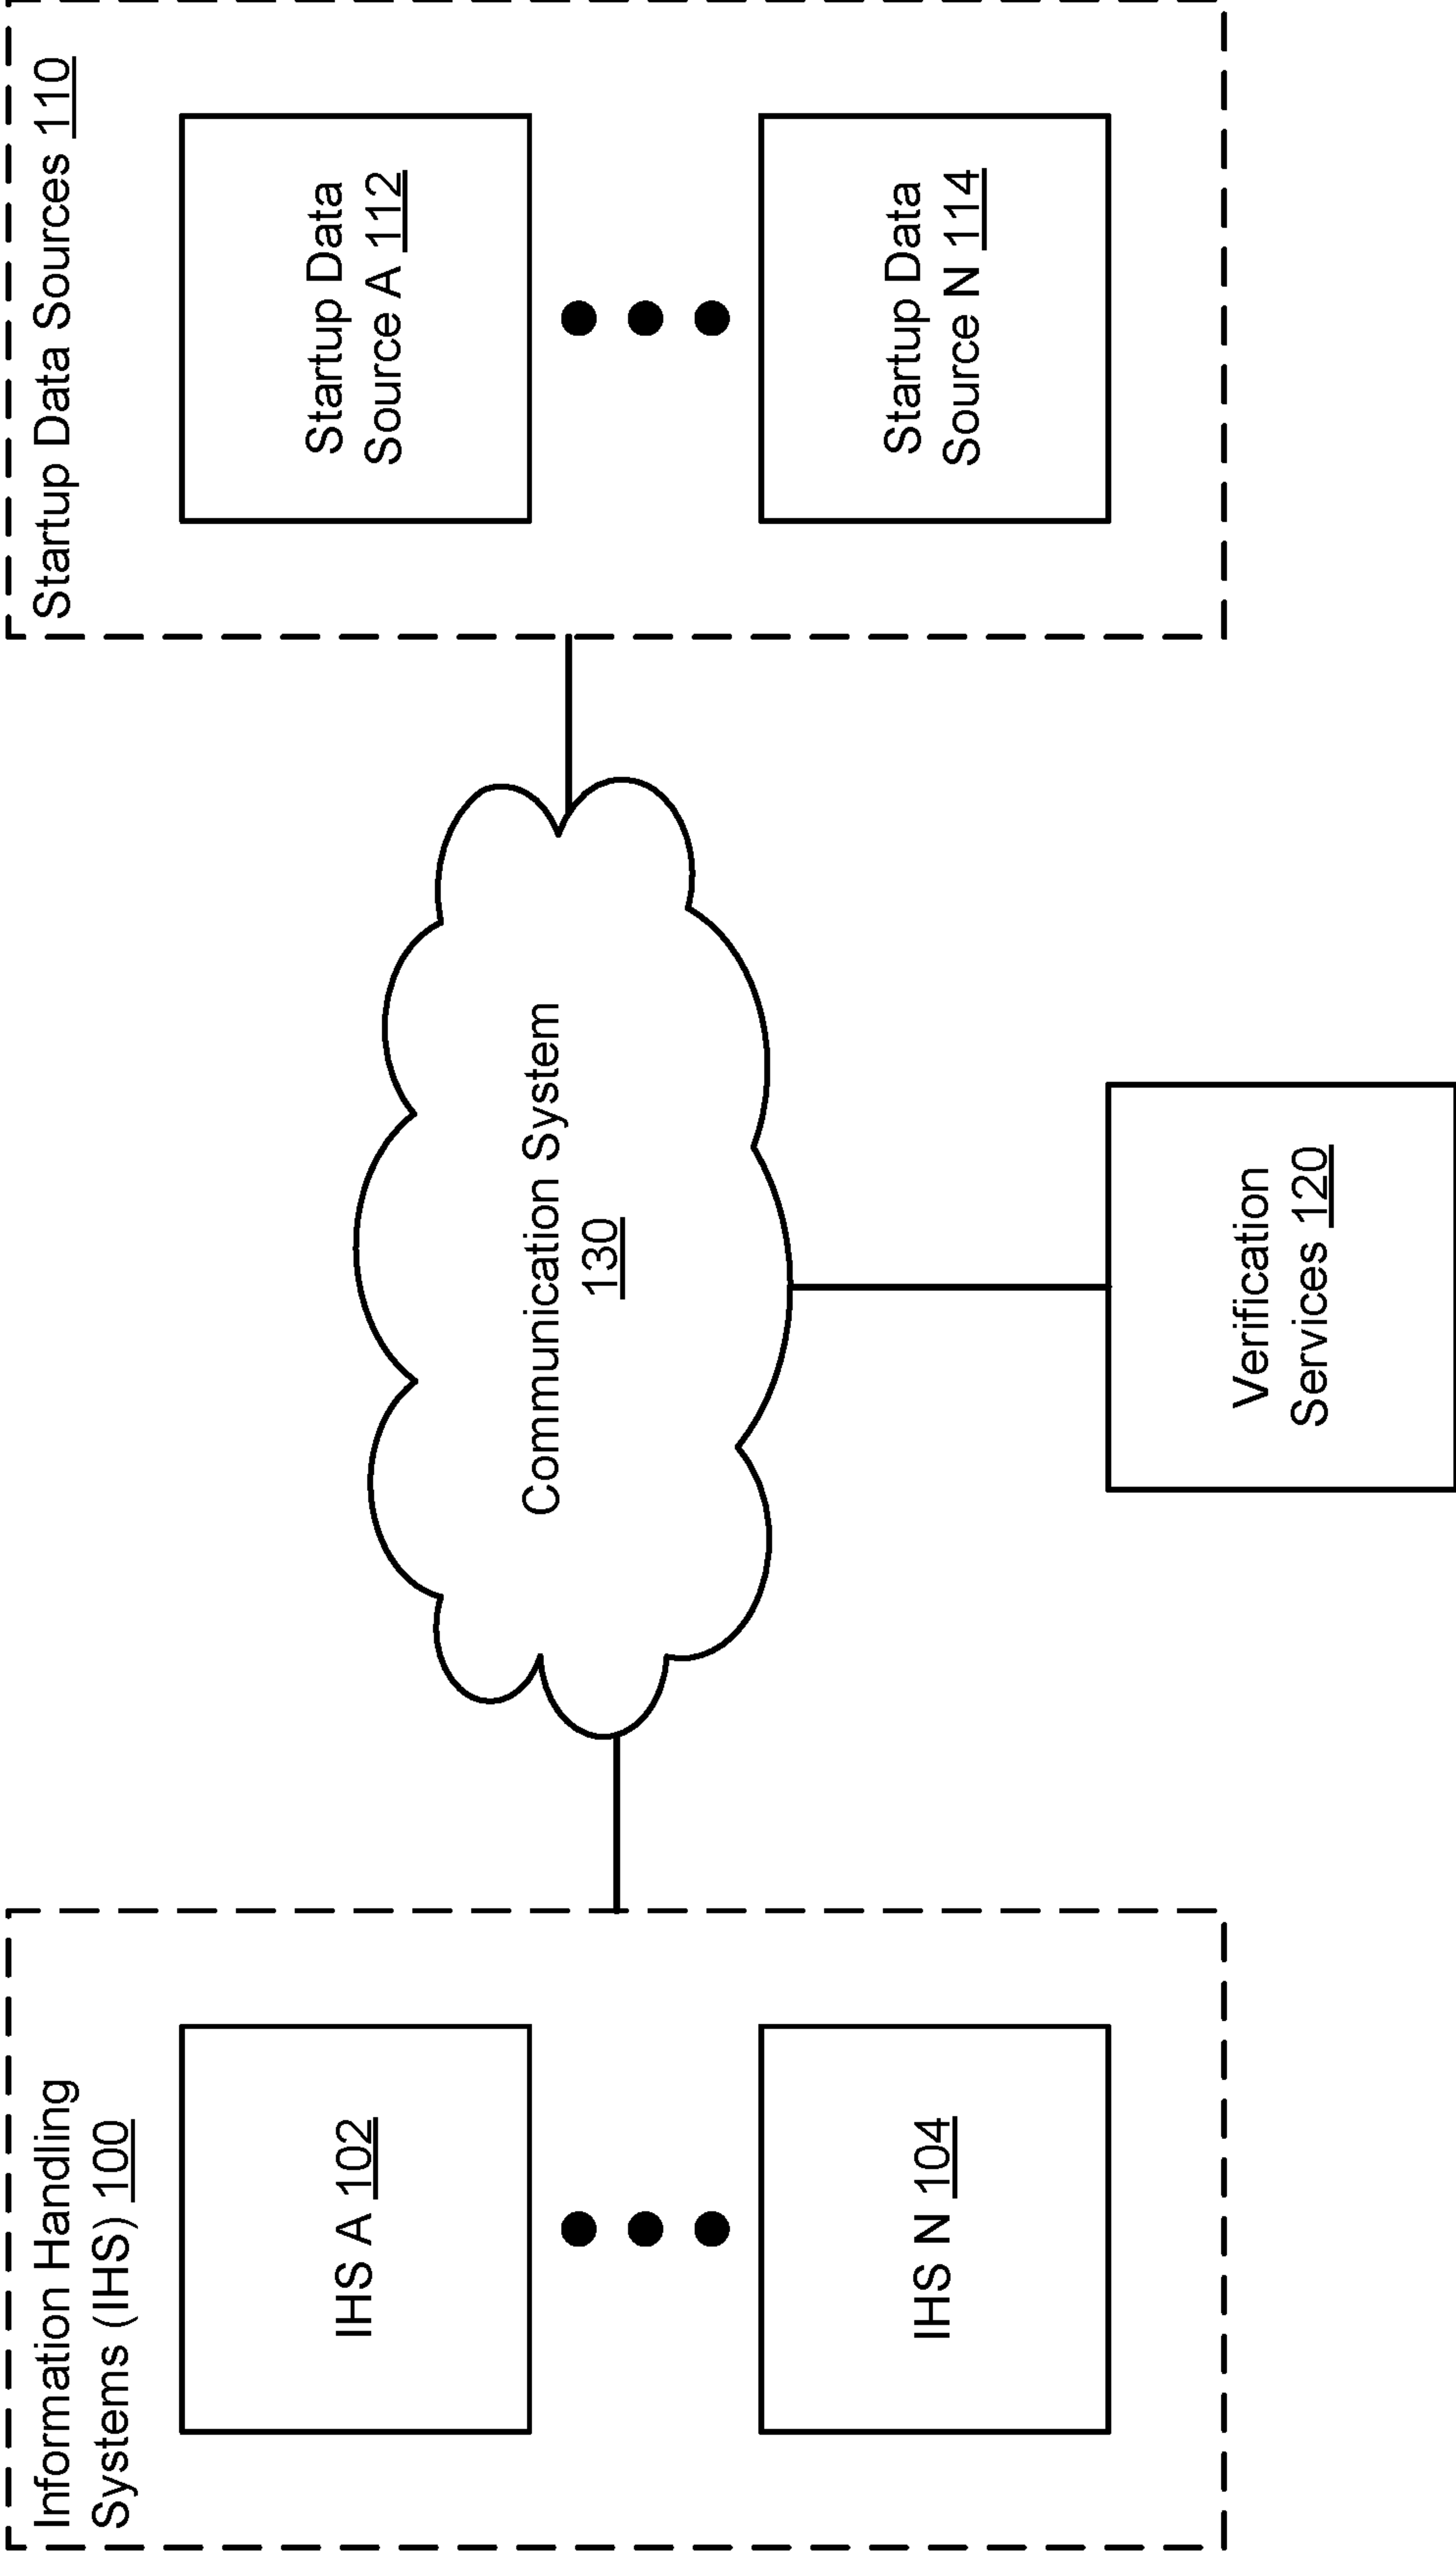 Information Handling
Systems (IHS) 100
IHS A 102
IHS N 104
Communication System
130
Verification
Services 120
Startup Data Sources 110
Startup Data
Source A 112
Startup Data
Source N 114